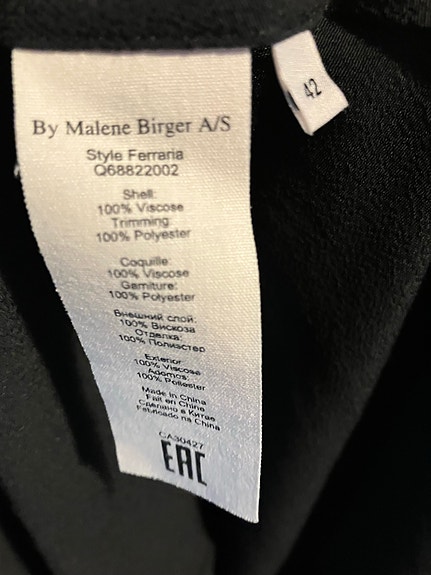 By Malene Birger A/S
Style Ferraria
Q68822002
Shell:
100% Viscose
Trimming:
100% Polyester
Coquille:
100% Viscose
Garniture:
100% Polyester
Внешний слой:
100% Вискоза
Отделка:
100% Полиэстер
Exterior:
100% Viscose
Adornos:
100% Poliester
Made in China
Fait en Chine
Сделано в Китае
Fabricado na China
CA30427
EAC
42